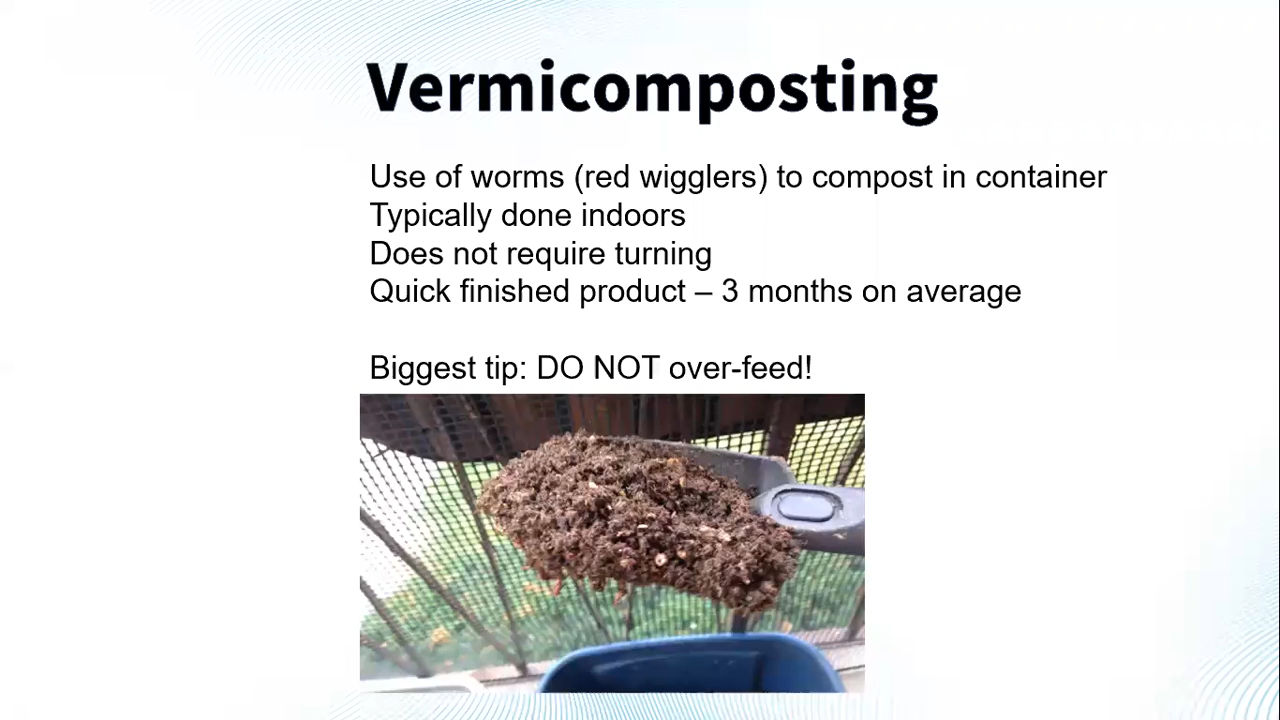 Vermicomposting
Use of worms (red wigglers) to compost in container
Typically done indoors
Does not require turning
Quick finished product – 3 months on average
Biggest tip: DO NOT over-feed!